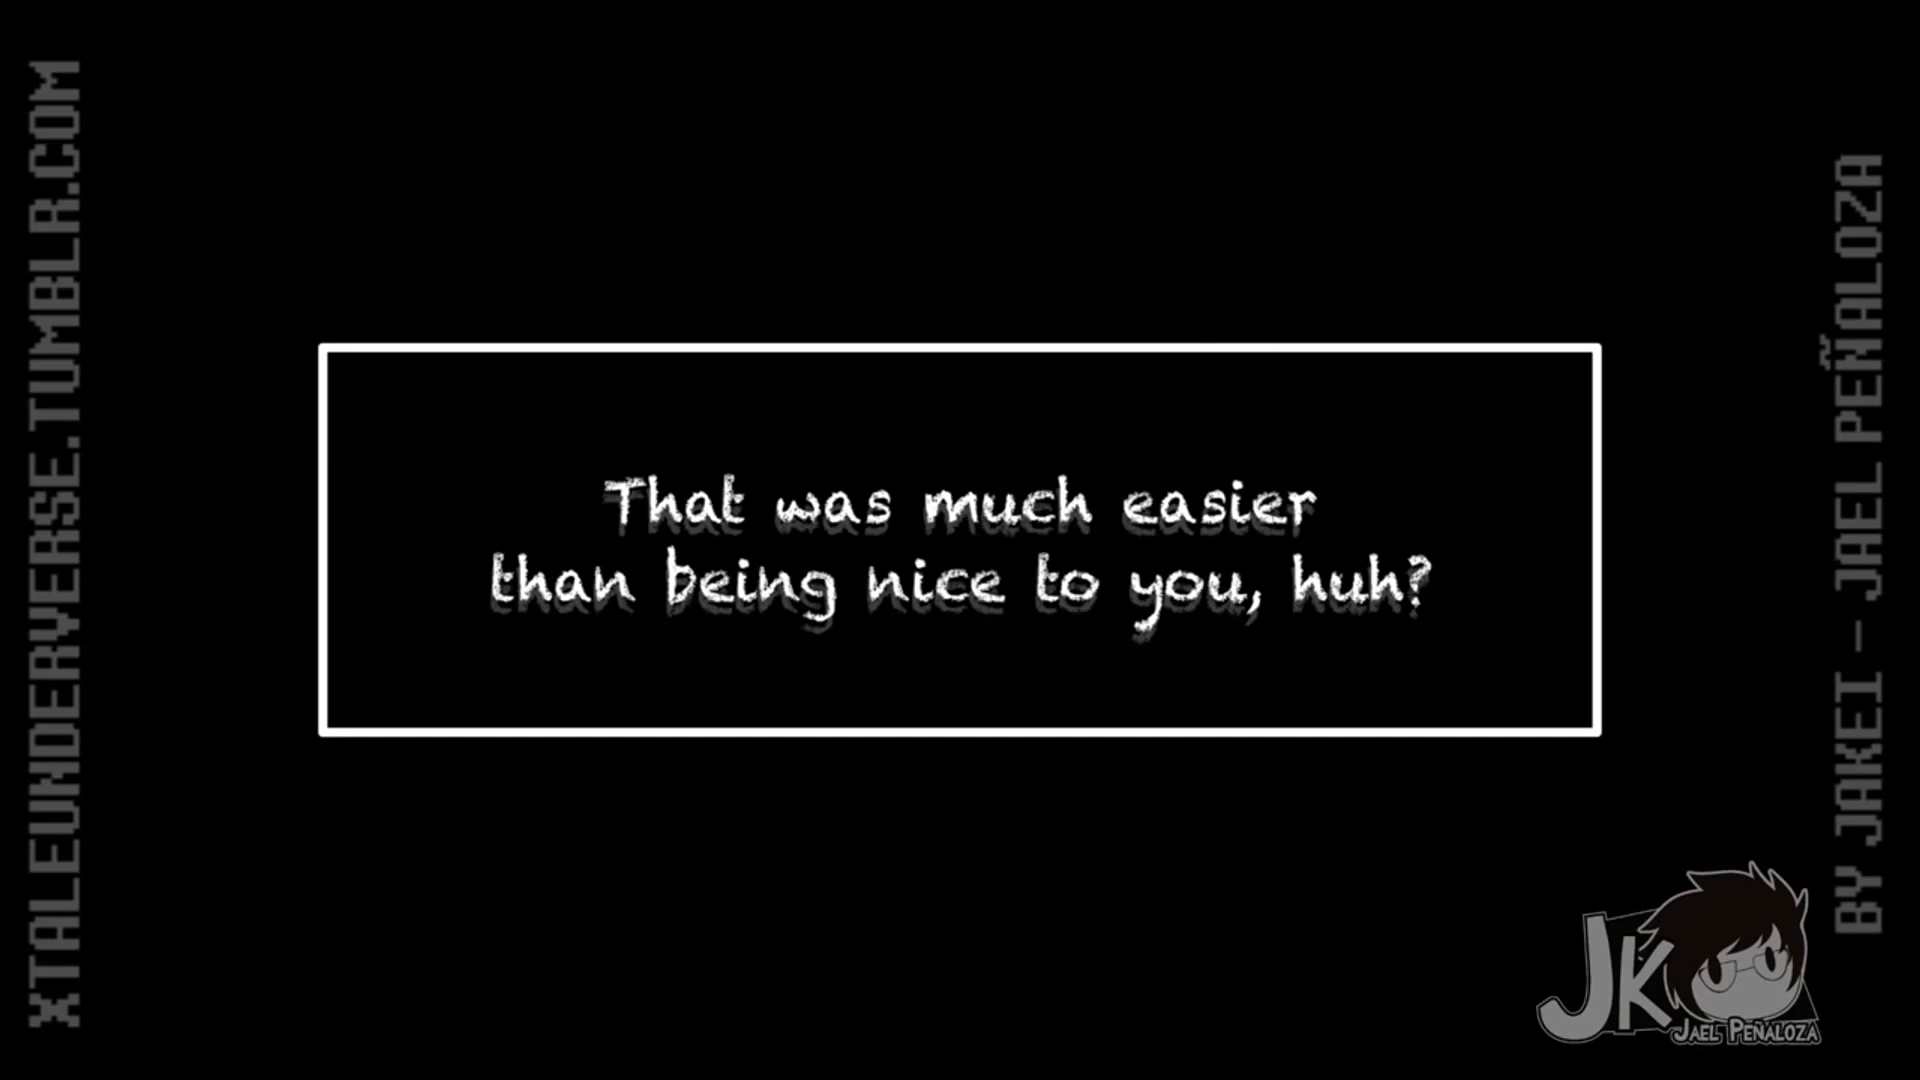 XTALEUNDERVERSE.TUMBLR.COM
That was much easier
than being nice to you, huh?
BY JAKEI - JAEL PEÑALOZA
JK
JAEL PEÑALOZA